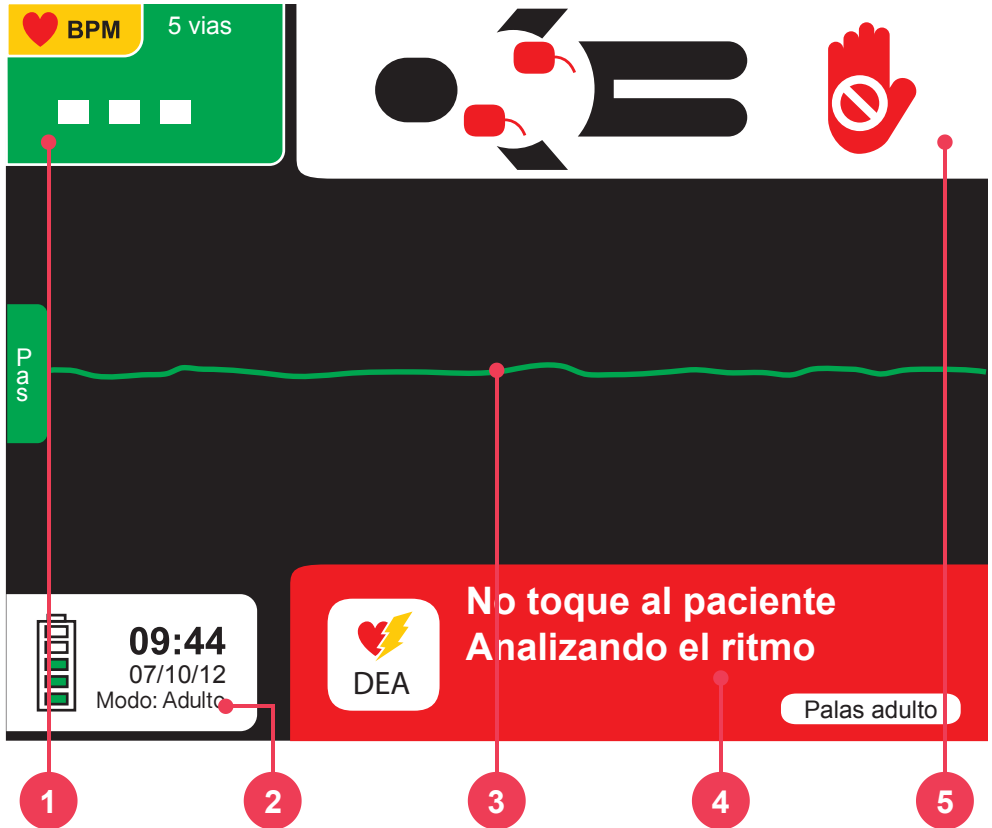 BPM
5 vias
Pas
No toque al paciente
Analizando el ritmo
DEA
Palas adulto
09:44
07/10/12
Modo: Adulto
1
2
3
4
5